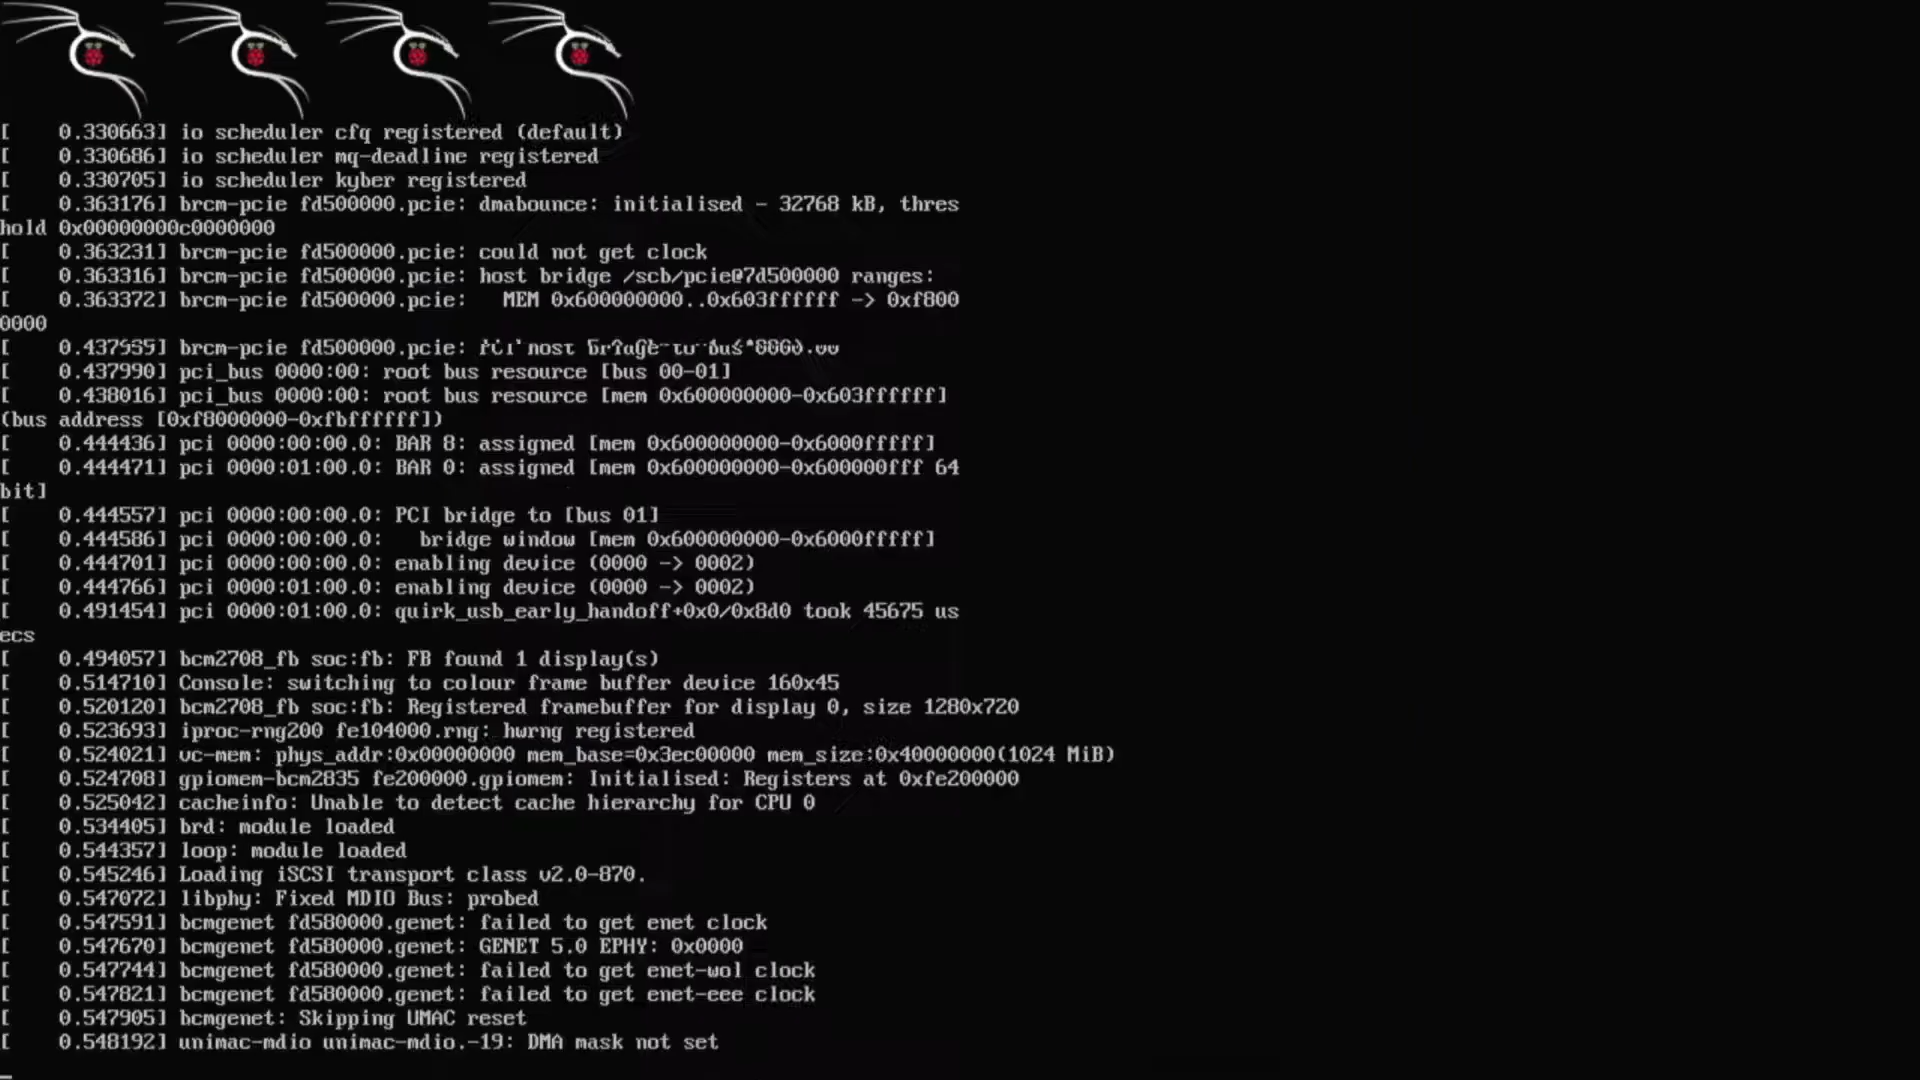 [    0.330663] io scheduler cfq registered (default)
[    0.330686] io scheduler mq-deadline registered
[    0.330705] io scheduler kyber registered
[    0.363176] brcm-pcie fd500000.pcie: dmabounce: initialised - 32768 kB, thres
hold 0x00000000c0000000
[    0.363231] brcm-pcie fd500000.pcie: could not get clock
[    0.363316] brcm-pcie fd500000.pcie: host bridge /scb/pcie@7d500000 ranges:
[    0.363372] brcm-pcie fd500000.pcie:   MEM 0x600000000..0x603ffffff -> 0xf800
0000
[    brcm-pcie fd500000.pcie:
[    0.437990] pci_bus 0000:00: root bus resource [bus 00-01]
[    0.438016] pci_bus 0000:00: root bus resource [mem 0x600000000-0x603ffffff]
(bus address [0xf8000000-0xfbffffff])
[    0.444436] pci 0000:00:00.0: BAR 8: assigned [mem 0x600000000-0x6000fffff]
[    0.444471] pci 0000:01:00.0: BAR 0: assigned [mem 0x600000000-0x600000fff 64
bit]
[    0.444557] pci 0000:00:00.0: PCI bridge to [bus 01]
[    0.444586] pci 0000:00:00.0:   bridge window [mem 0x600000000-0x6000fffff]
[    0.444701] pci 0000:00:00.0: enabling device (0000 -> 0002)
[    0.444766] pci 0000:01:00.0: enabling device (0000 -> 0002)
[    0.491454] pci 0000:01:00.0: quirk_usb_early_handoff+0x0/0x8d0 took 45675 us
ecs
[    0.494057] bcm2708_fb soc:fb: FB found 1 display(s)
[    0.514710] Console: switching to colour frame buffer device 160x45
[    0.520120] bcm2708_fb soc:fb: Registered framebuffer for display 0, size 1280x720
[    0.523693] iproc-rng200 fe104000.rng: hwrng registered
[    0.524021] vc-mem: phys_addr:0x00000000 mem_base=0x3ec00000 mem_size:0x40000000(1024 MiB)
[    0.524708] gpiomem-bcm2835 fe200000.gpiomem: Initialised: Registers at 0xfe200000
[    0.525042] cacheinfo: Unable to detect cache hierarchy for CPU 0
[    0.534405] brd: module loaded
[    0.544357] loop: module loaded
[    0.545246] Loading iSCSI transport class v2.0-870.
[    0.547072] libphy: Fixed MDIO Bus: probed
[    0.547591] bcmgenet fd580000.genet: failed to get enet clock
[    0.547670] bcmgenet fd580000.genet: GENET 5.0 EPHY: 0x0000
[    0.547744] bcmgenet fd580000.genet: failed to get enet-wol clock
[    0.547821] bcmgenet fd580000.genet: failed to get enet-eee clock
[    0.547905] bcmgenet: Skipping UMAC reset
[    0.548192] unimac-mdio unimac-mdio.-19: DMA mask not set